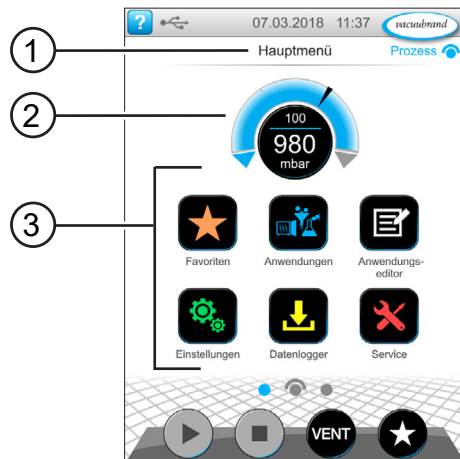 ? 07.03.2018 11:37 vacuubrand
1 Hauptmenü Prozess
2
100
980
mbar
3
Favoriten Anwendungen Anwendungs-
editor
Einstellungen Datenlogger Service
VENT